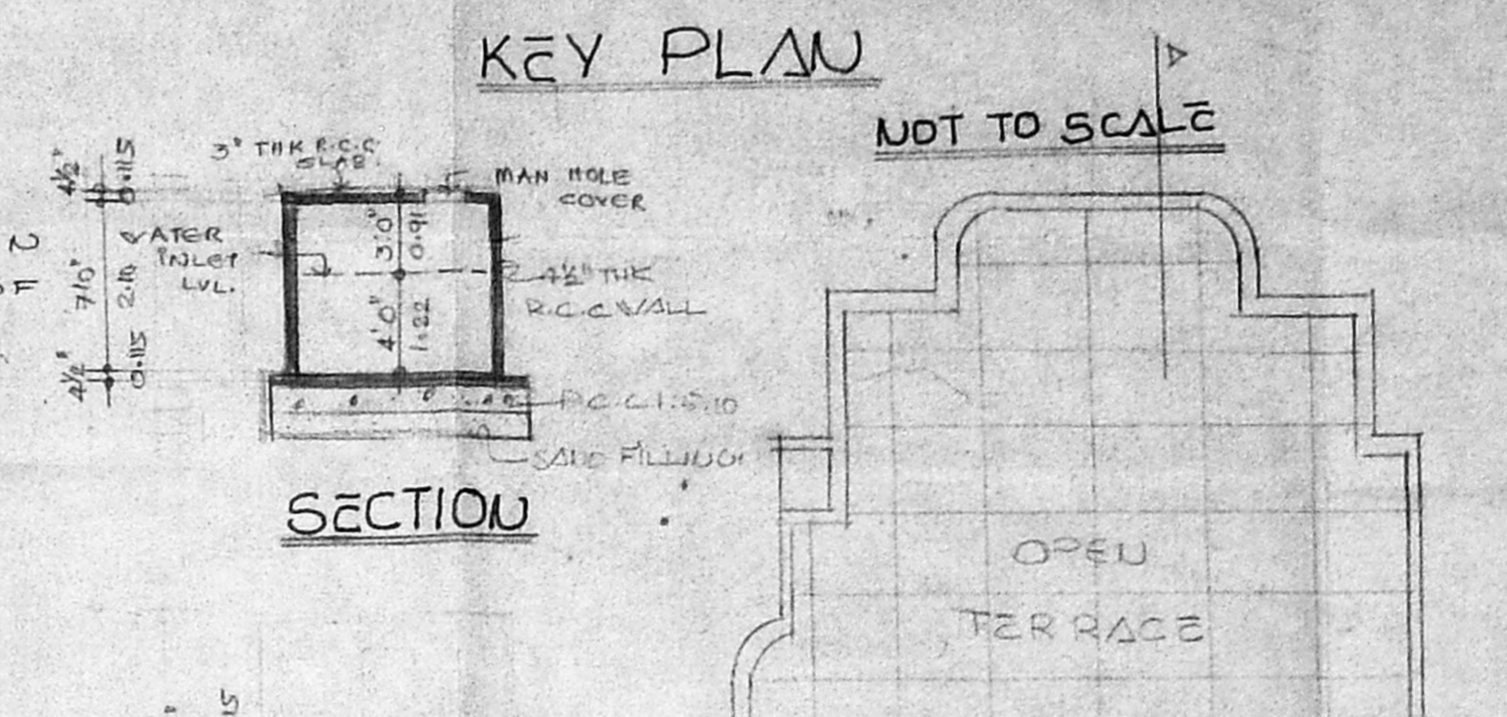 KEY PLAN
NOT TO SCALE
A
3" THK R.C.C
SLAB.
MAN HOLE
COVER
4½"
0.115
WATER
INLET
LVL.
3'0"
0.91
4½" THK
R.C.C WALL
7'0"
2.10
4'0"
1.22
4½"
0.115
P.C.C 1:5:10
SAND FILLING
SECTION
OPEN
TERRACE